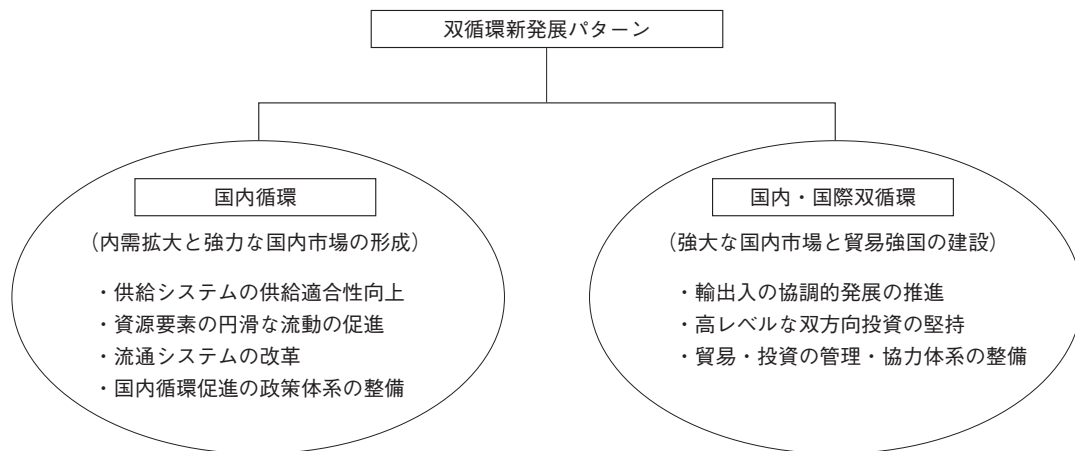 双循環新発展パターン
国内循環
(内需拡大と強力な国内市場の形成)
・供給システムの供給適合性向上
・資源要素の円滑な流動の促進
・流通システムの改革
・国内循環促進の政策体系の整備
国内・国際双循環
(強大な国内市場と貿易強国の建設)
・輸出入の協調的発展の推進
・高レベルな双方向投資の堅持
・貿易・投資の管理・協力体系の整備